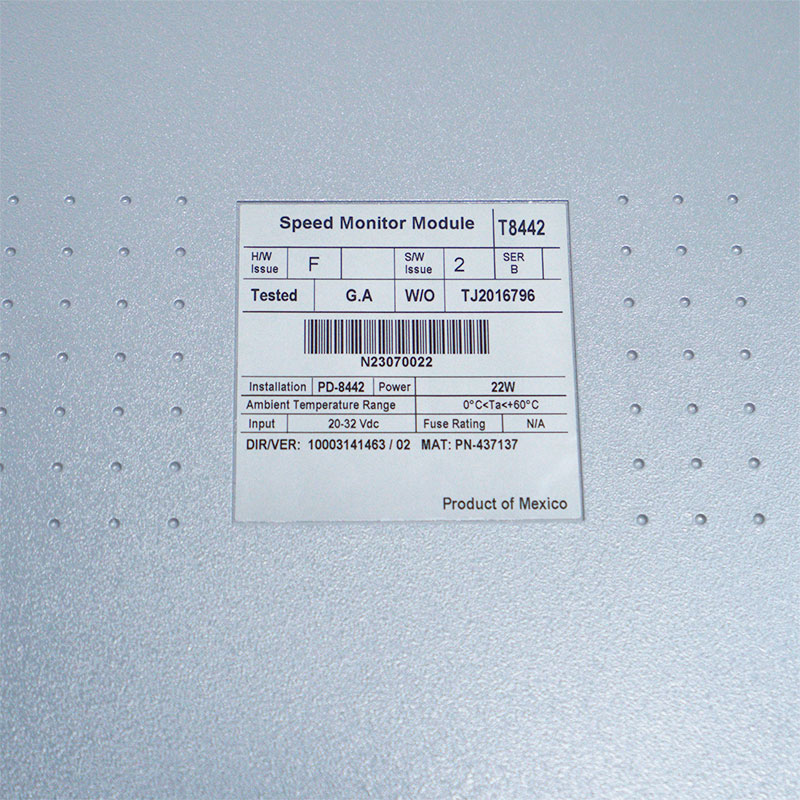 Speed Monitor Module T8442
H/W Issue F S/W Issue 2 SER B
Tested G.A W/O TJ2016796
N23070022
Installation PD-8442 Power 22W
Ambient Temperature Range 0°C<Ta<+60°C
Input 20-32 Vdc Fuse Rating N/A
DIR/VER: 10003141463 / 02 MAT: PN-437137
Product of Mexico